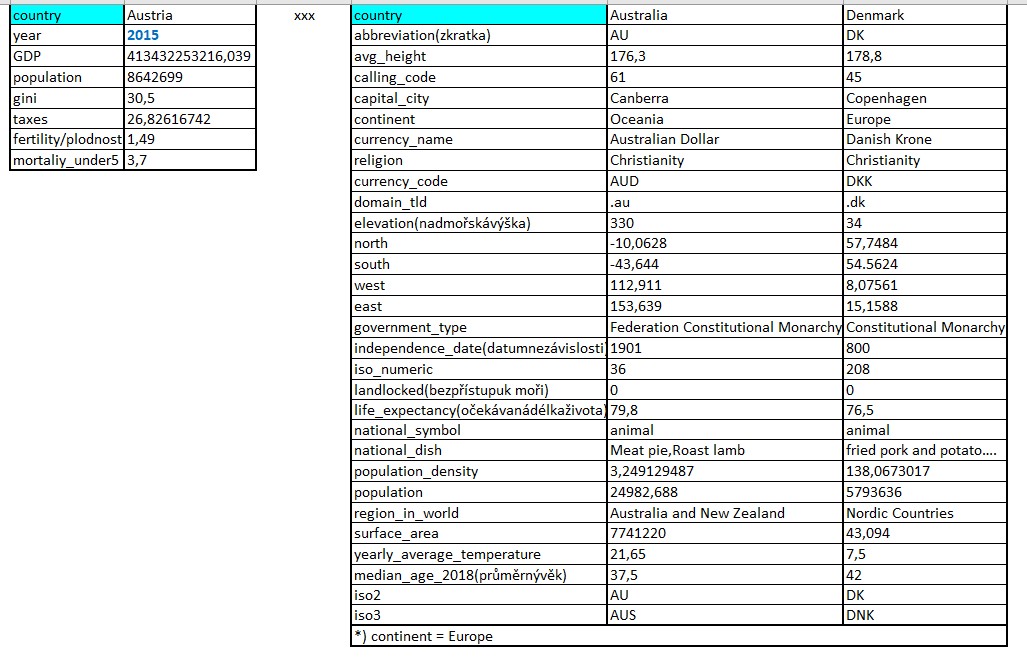 country Austria
year 2015
GDP 413432253216,039
population 8642699
gini 30,5
taxes 26,82616742
fertility/plodnost 1,49
mortaliy_under5 3,7
xxx
country Australia Denmark
abbreviation(zkratka) AU DK
avg_height 176,3 178,8
calling_code 61 45
capital_city Canberra Copenhagen
continent Oceania Europe
currency_name Australian Dollar Danish Krone
religion Christianity Christianity
currency_code AUD DKK
domain_tld .au .dk
elevation(nadmořskávýška) 330 34
north -10,0628 57,7484
south -43,644 54.5624
west 112,911 8,07561
east 153,639 15,1588
government_type Federation Constitutional Monarchy Constitutional Monarchy
independence_date(datumnezávislosti) 1901 800
iso_numeric 36 208
landlocked(bezpřístupuk moři) 0 0
life_expectancy(očekávanádélkaživota) 79,8 76,5
national_symbol animal animal
national_dish Meat pie,Roast lamb fried pork and potato....
population_density 3,249129487 138,0673017
population 24982,688 5793636
region_in_world Australia and New Zealand Nordic Countries
surface_area 7741220 43,094
yearly_average_temperature 21,65 7,5
median_age_2018(průměrnývěk) 37,5 42
iso2 AU DK
iso3 AUS DNK
*) continent = Europe